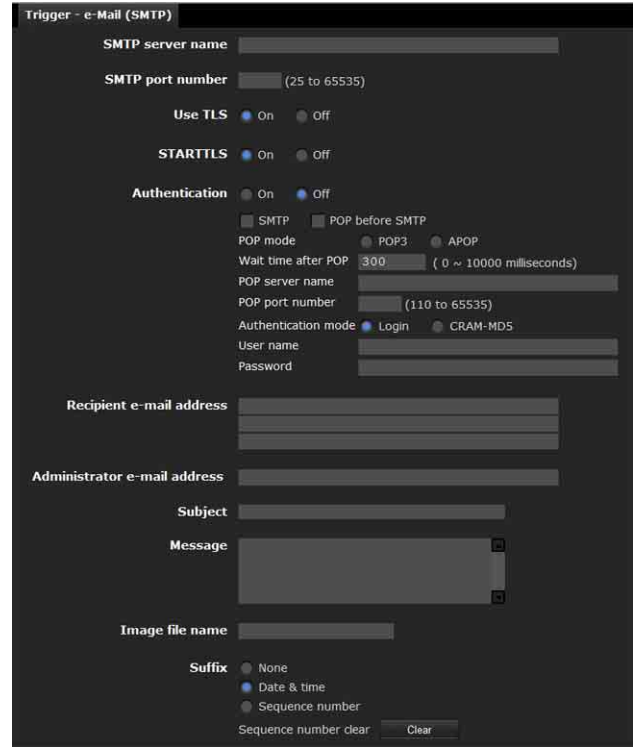 Trigger - e-Mail (SMTP)
SMTP server name
SMTP port number (25 to 65535)
Use TLS On Off
STARTTLS On Off
Authentication On Off
SMTP POP before SMTP
POP mode POP3 APOP
Wait time after POP 300 ( 0 ~ 10000 milliseconds)
POP server name
POP port number (110 to 65535)
Authentication mode Login CRAM-MD5
User name
Password
Recipient e-mail address
Administrator e-mail address
Subject
Message
Image file name
Suffix None
Date & time
Sequence number
Sequence number clear Clear